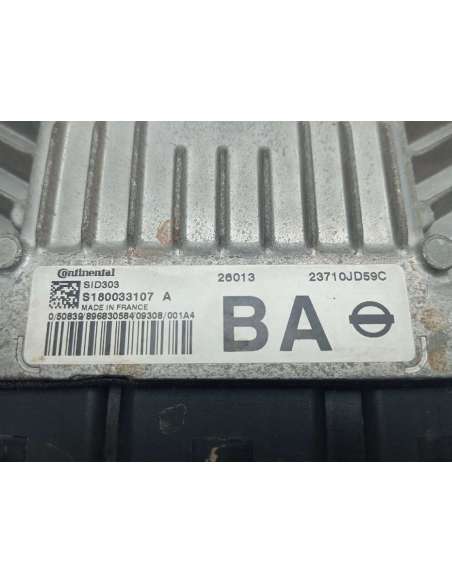 Continental
SID303
S180033107 A
MADE IN FRANCE
0/50839/896830584/09308/001A4
26013
23710JD59C
BA